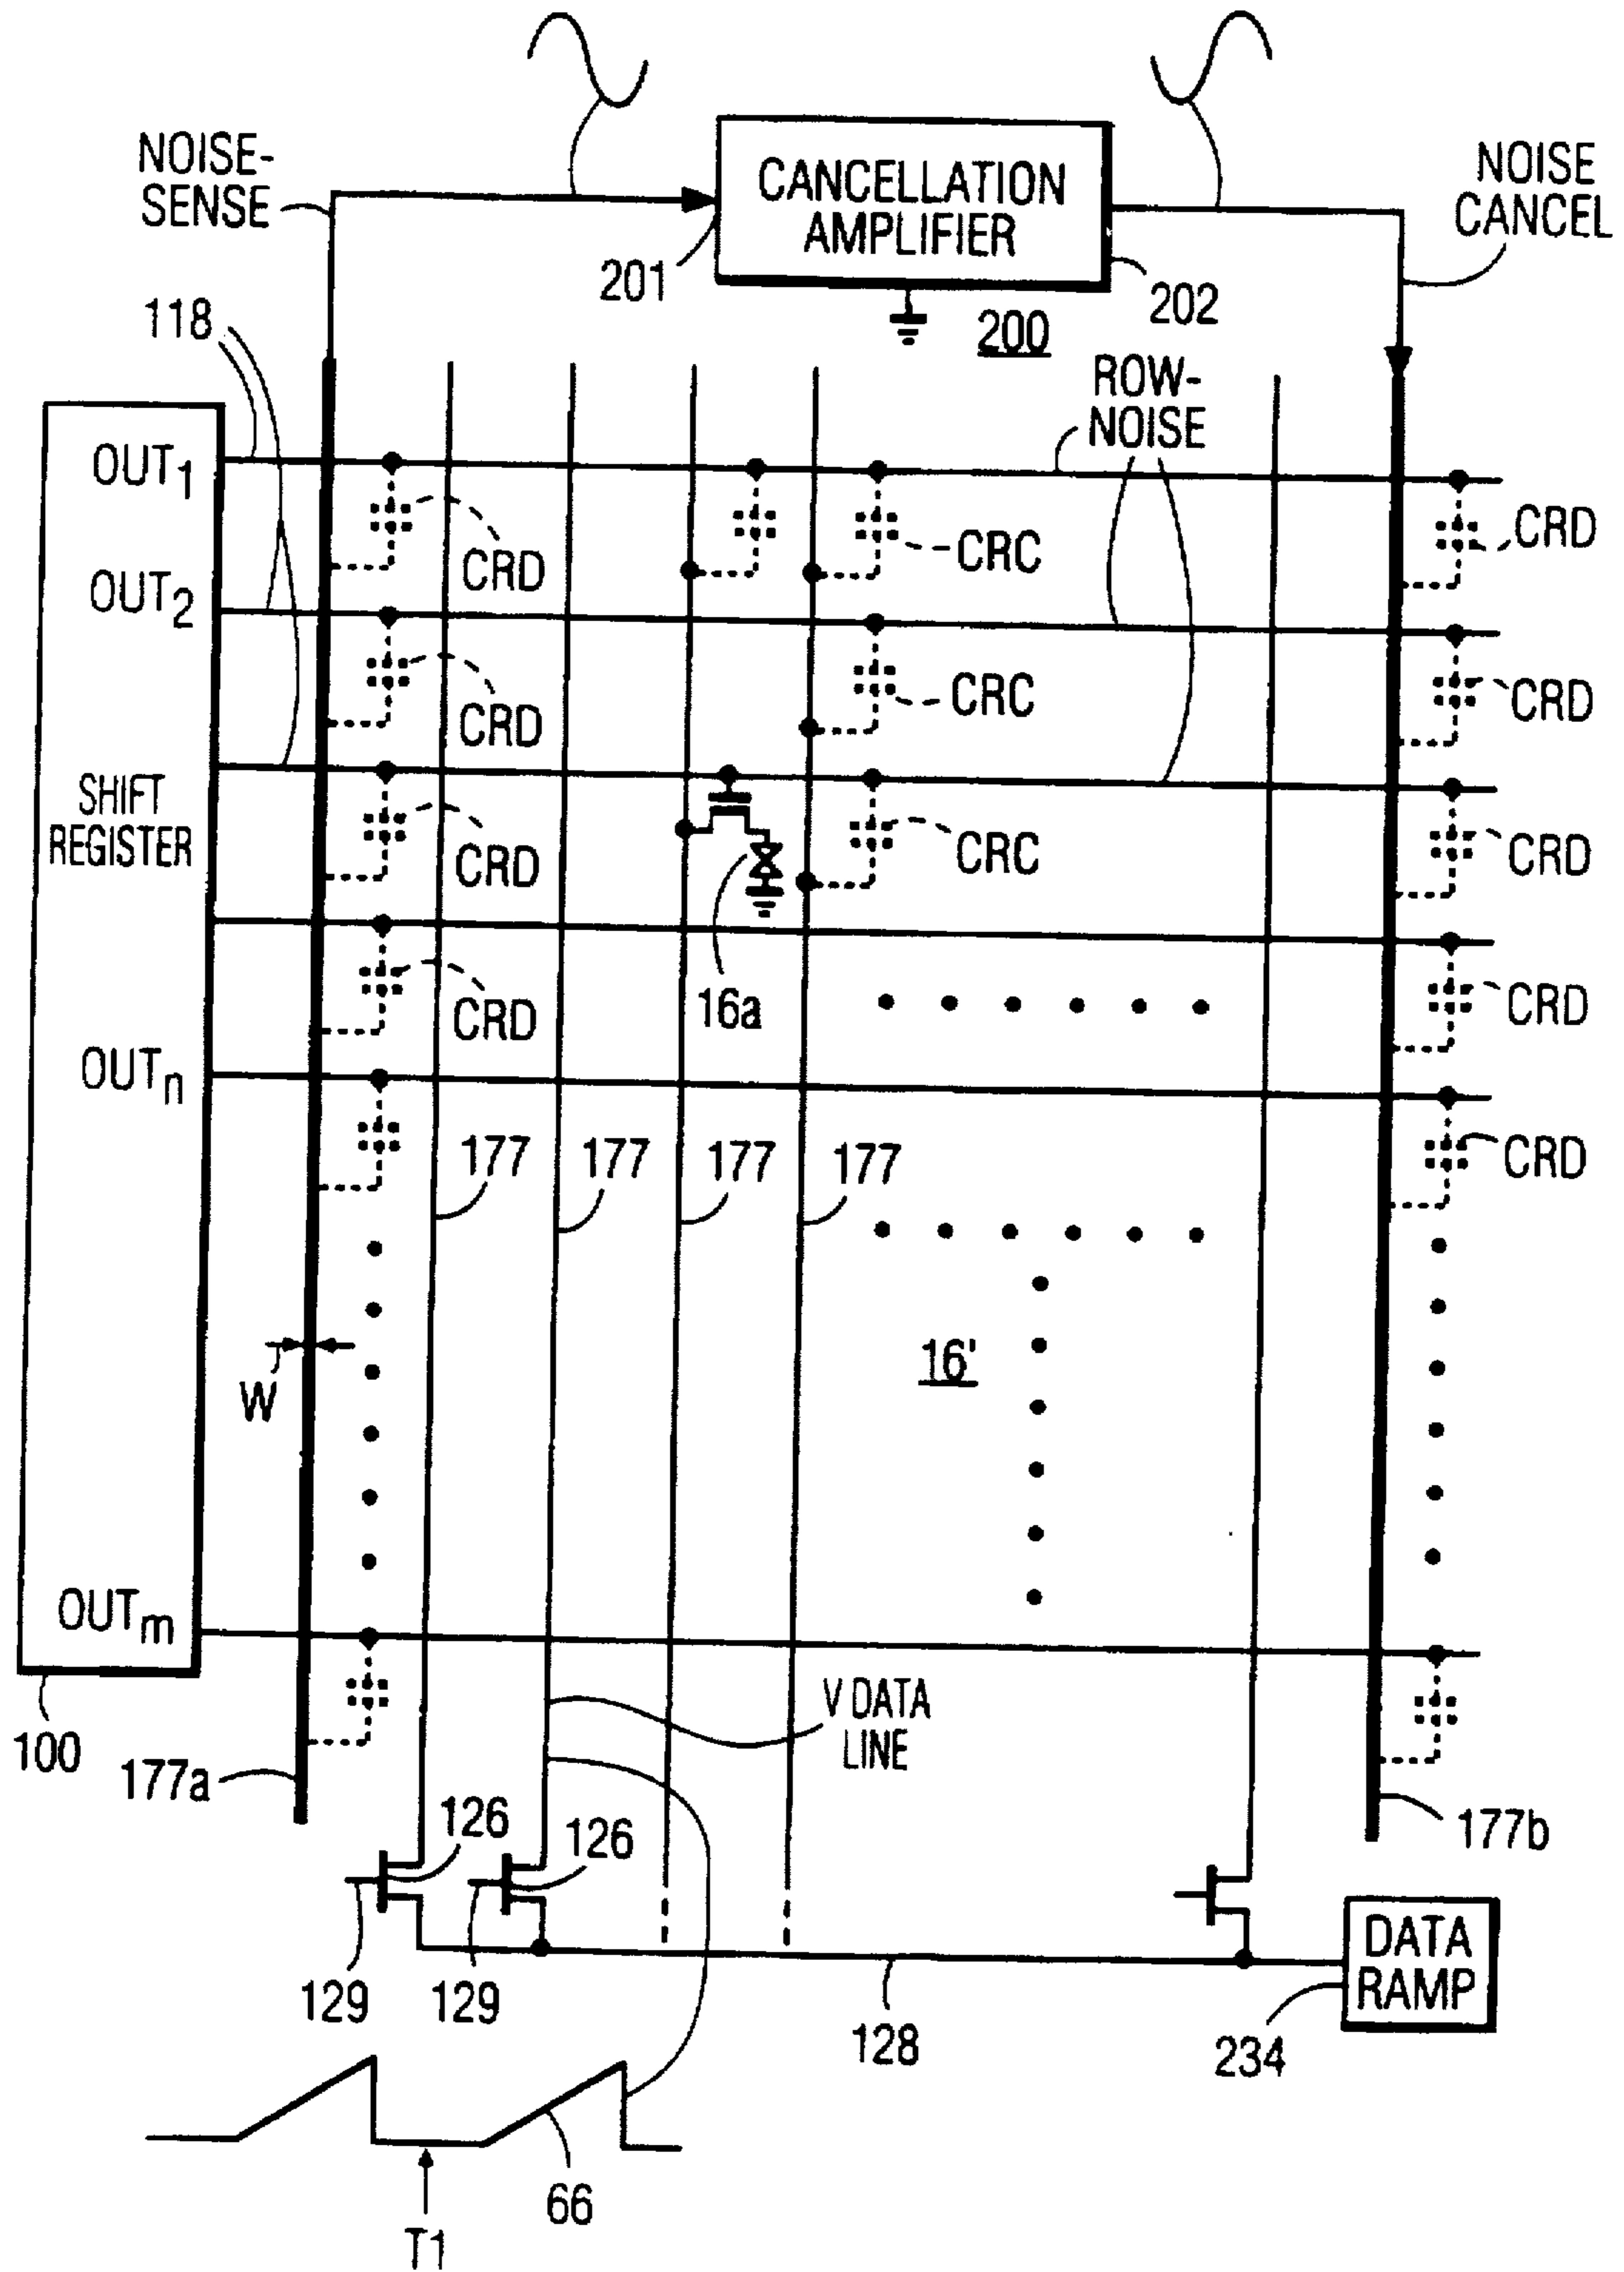 NOISE-
SENSE
CANCELLATION
AMPLIFIER
NOISE
CANCEL
201
202
200
118
ROW-
NOISE
OUT1
CRD
CRC
CRD
OUT2
CRD
CRC
CRD
SHIFT
REGISTER
CRD
CRC
CRD
16a
CRD
CRD
OUTn
CRD
177
177
177
177
W
16'
OUTm
V DATA
LINE
100
177a
126
126
177b
129
129
128
DATA
RAMP
234
66
T1